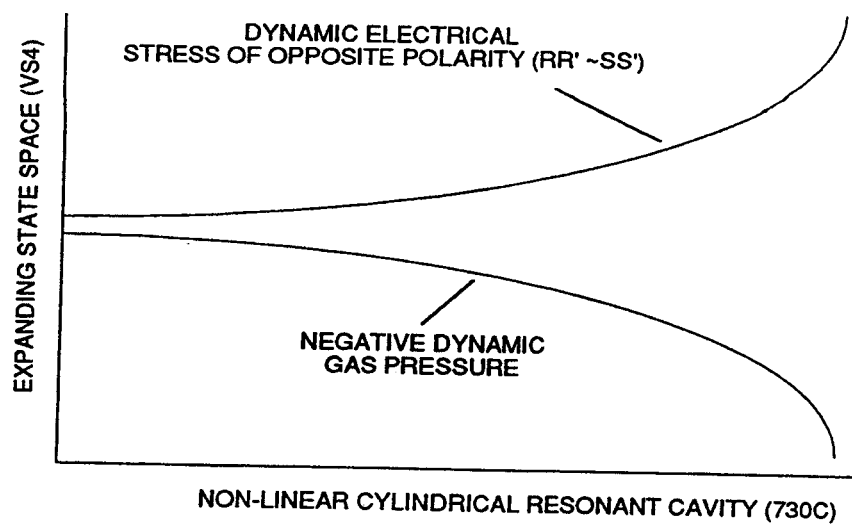 DYNAMIC ELECTRICAL
STRESS OF OPPOSITE POLARITY (RR' ~SS')
EXPANDING STATE SPACE (VS4)
NEGATIVE DYNAMIC
GAS PRESSURE
NON-LINEAR CYLINDRICAL RESONANT CAVITY (730C)